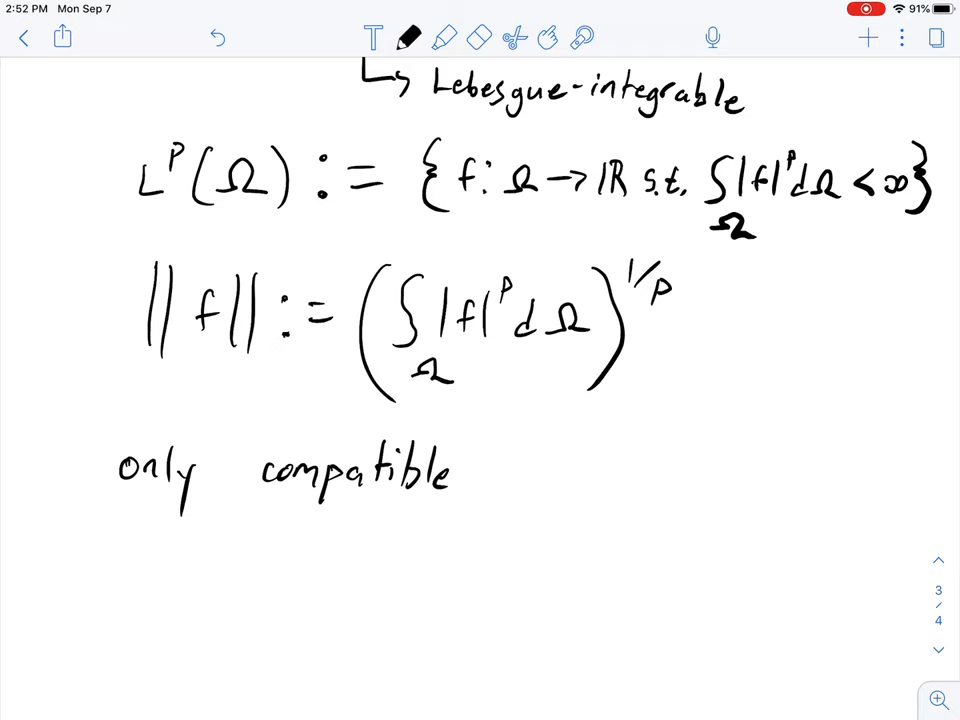 2:52 PM Mon Sep 7 91%
T
↳ Lebesgue-integrable
L^p(Ω) := {f: Ω → ℝ s.t. ∫_Ω |f|^p dΩ < ∞}
||f|| := (∫_Ω |f|^p dΩ)^{1/p}
only compatible
3
/
4